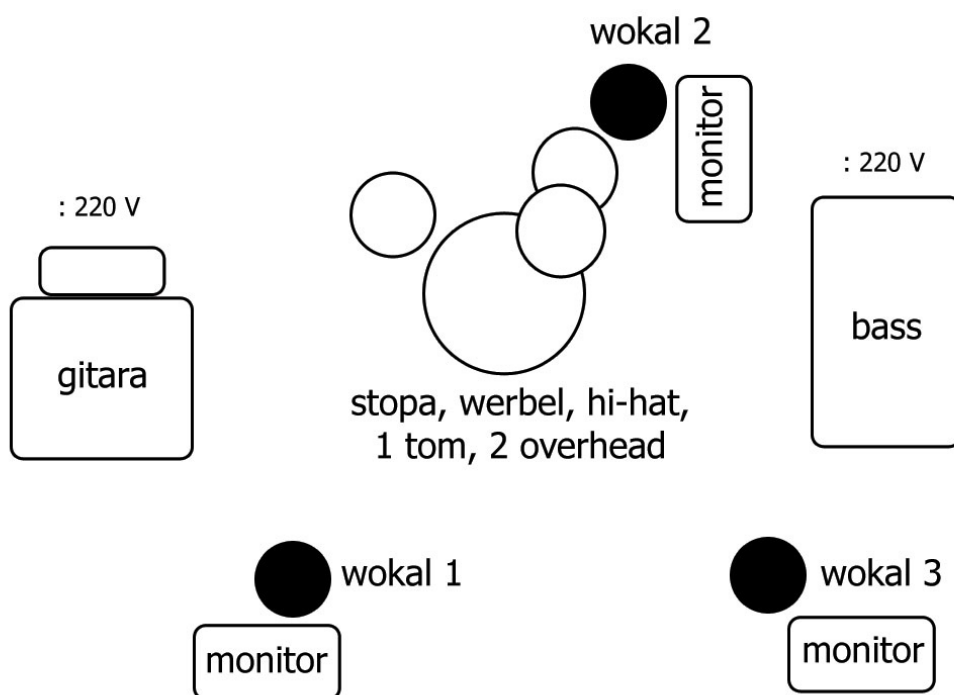 wokal 2
monitor
: 220 V
: 220 V
gitara
bass
stopa, werbel, hi-hat,
1 tom, 2 overhead
wokal 1
wokal 3
monitor
monitor